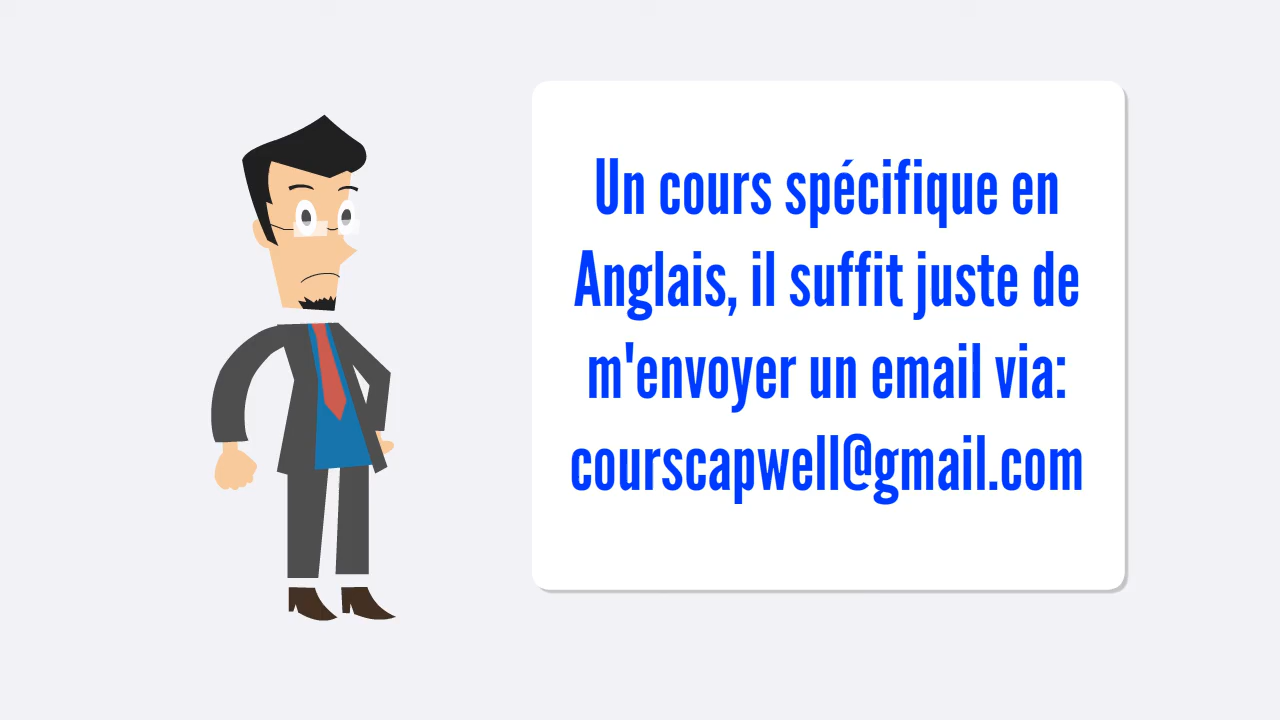 Un cours spécifique en
Anglais, il suffit juste de
m'envoyer un email via:
courscapwell@gmail.com